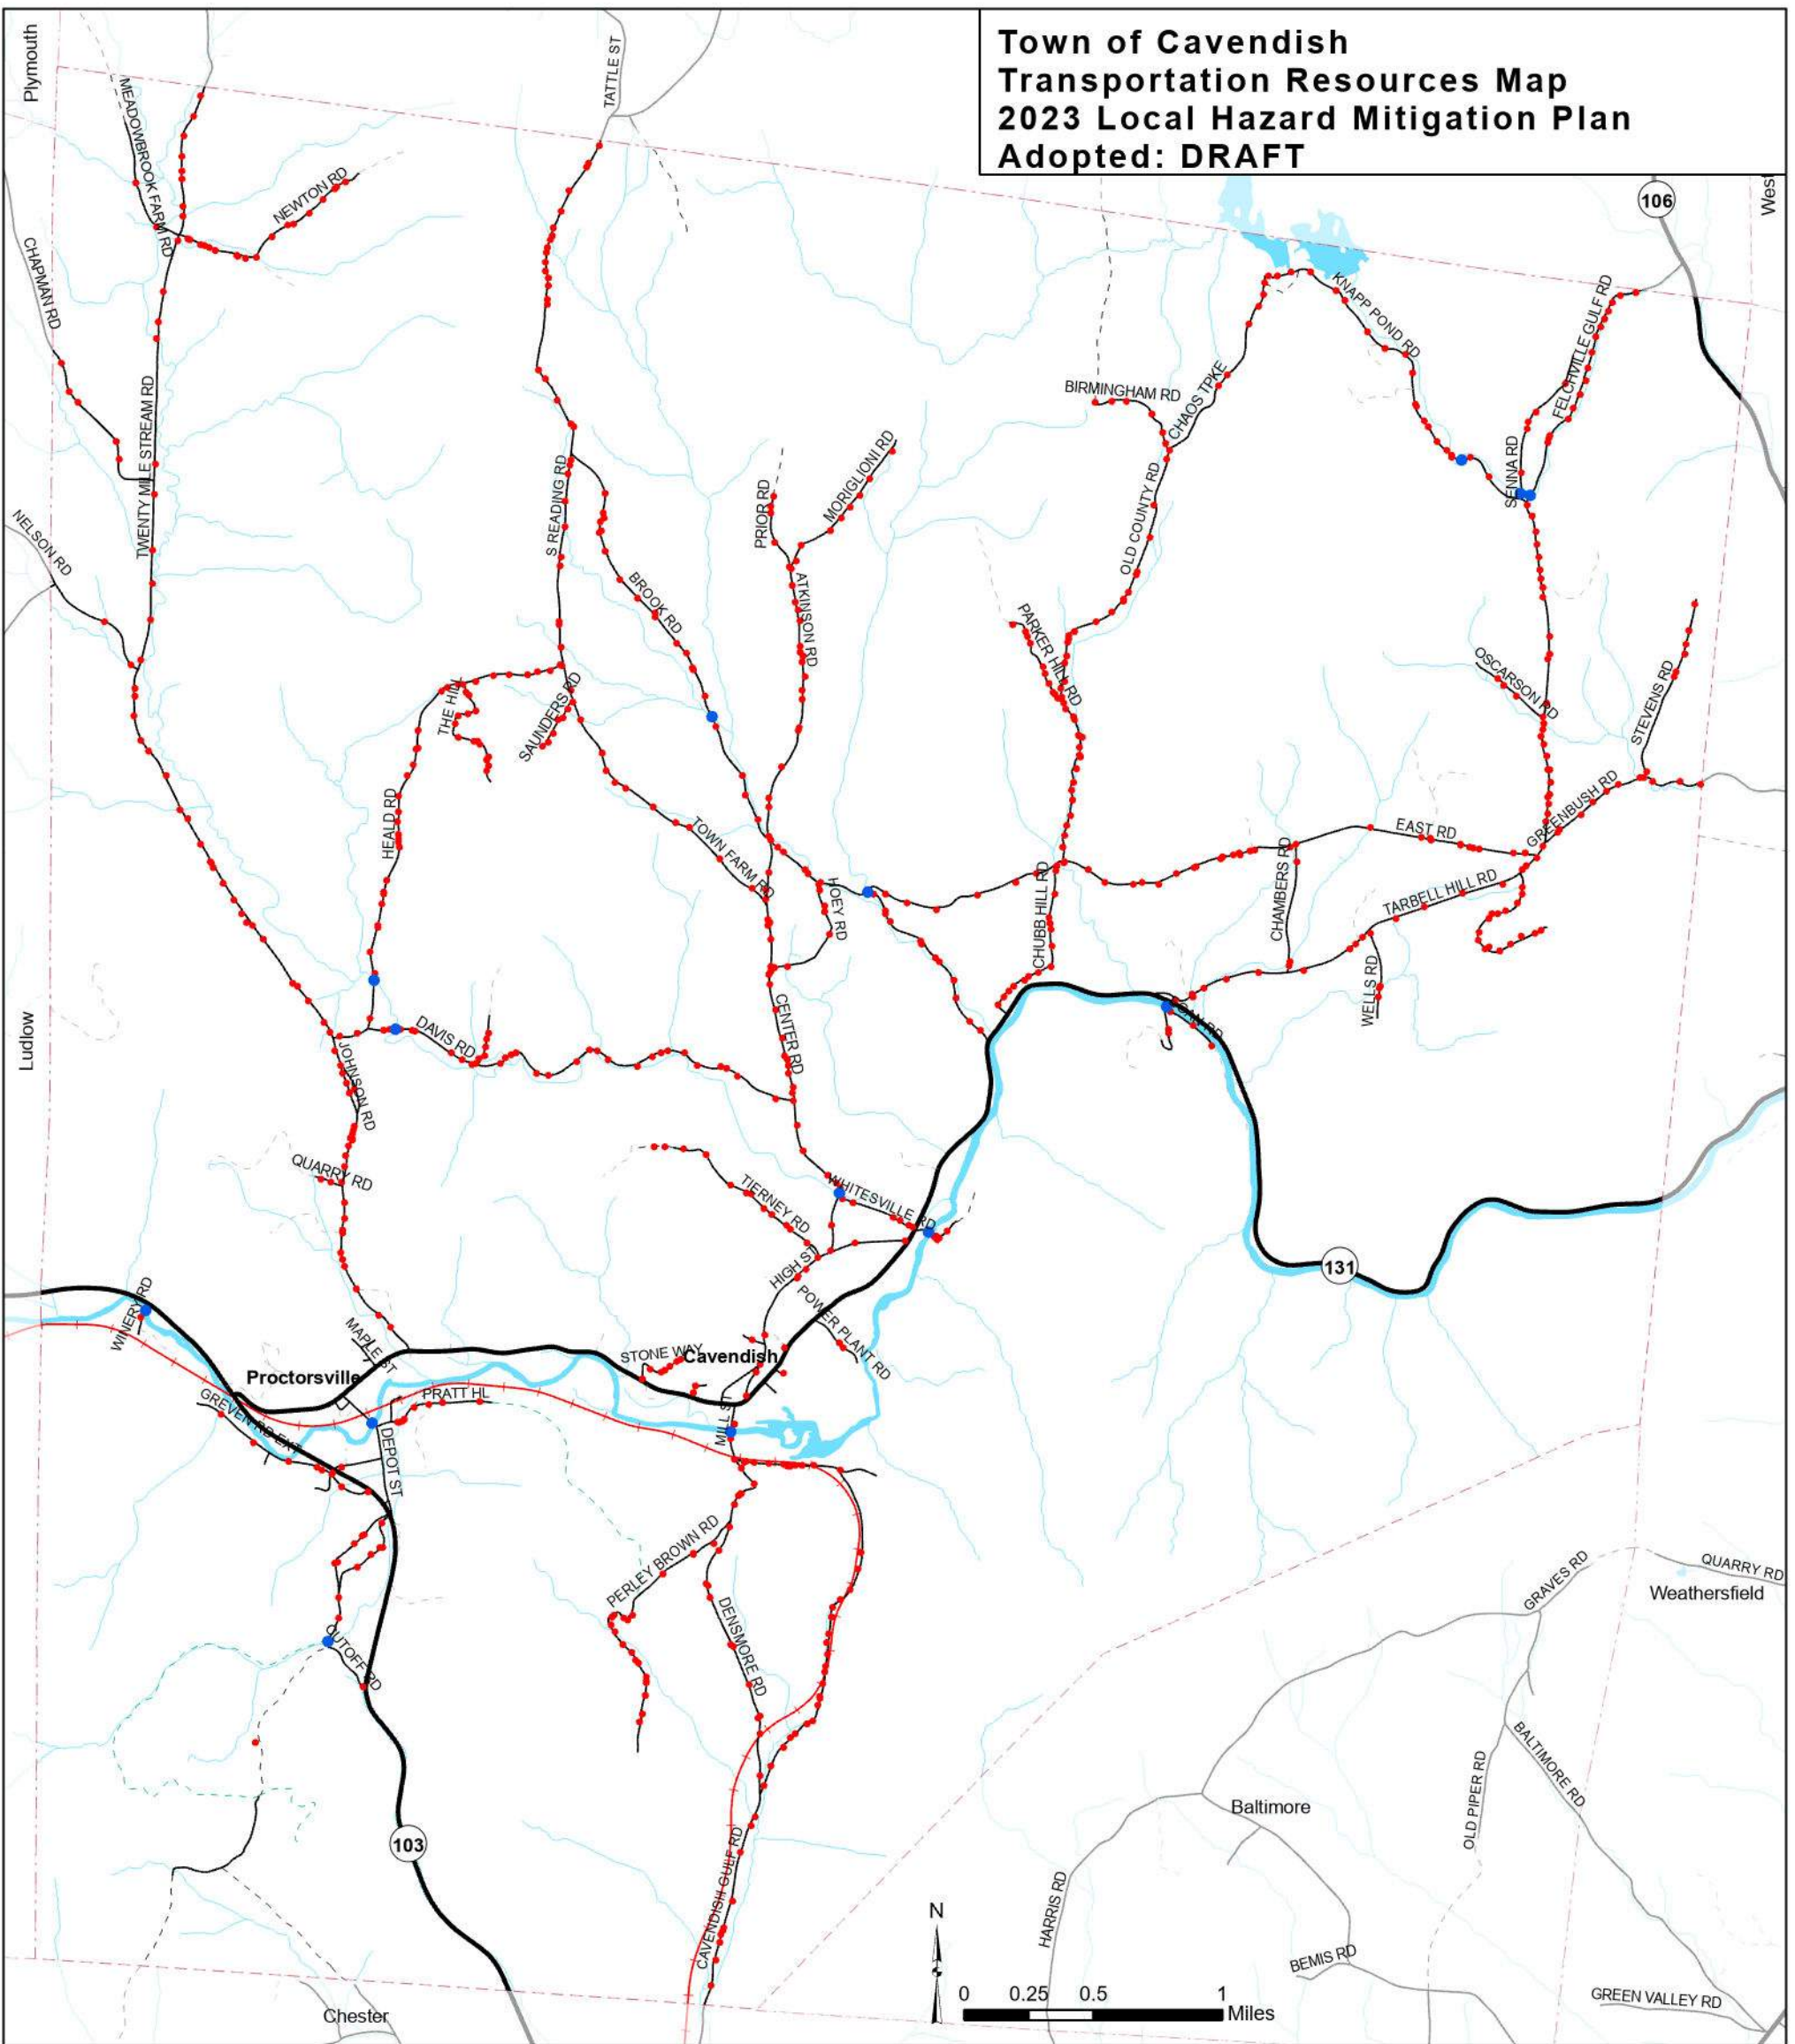 Town of Cavendish
Transportation Resources Map
2023 Local Hazard Mitigation Plan
Adopted: DRAFT
Plymouth
TATTLE ST
MEADOWBROOK FARM RD
NEWTON RD
106
CHAPMAN RD
KNAPP POND RD
FELCHVILLE GULF RD
BIRMINGHAM RD
CHAOS TPKE
TWENTY MILE STREAM RD
S READING RD
PRIOR RD
MORIGLIONI RD
OLD COUNTY RD
SENNA RD
NELSON RD
BROOK RD
ATKINSON RD
PARKER HILL RD
OSCARSON RD
STEVENS RD
THE HILL
SAUNDERS RD
HEALD RD
TOWN FARM RD
HOEY RD
CHUBB HILL RD
EAST RD
GREENBUSH RD
CHAMBERS RD
TARBELL HILL RD
WELLS RD
Ludlow
JOHNSON RD
DAVIS RD
CENTER RD
QUARRY RD
TIERNEY RD
WHITESVILLE RD
HIGH ST
POWER PLANT RD
131
WINERY RD
MAPLE ST
STONE WAY
Cavendish
Proctorsville
PRATT HL
GREVEN RD EXT
DEPOT ST
MILL ST
PERLEY BROWN RD
DENSMORE RD
CUTOFF RD
GRAVES RD
QUARRY RD
Weathersfield
BALTIMORE RD
OLD PIPER RD
Baltimore
103
CAVENDISH GULF RD
HARRIS RD
BEMIS RD
GREEN VALLEY RD
Chester
N
0 0.25 0.5 1
Miles